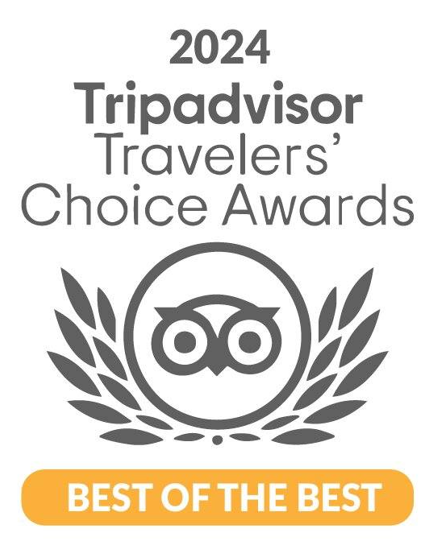 2024
Tripadvisor
Travelers’
Choice Awards
BEST OF THE BEST